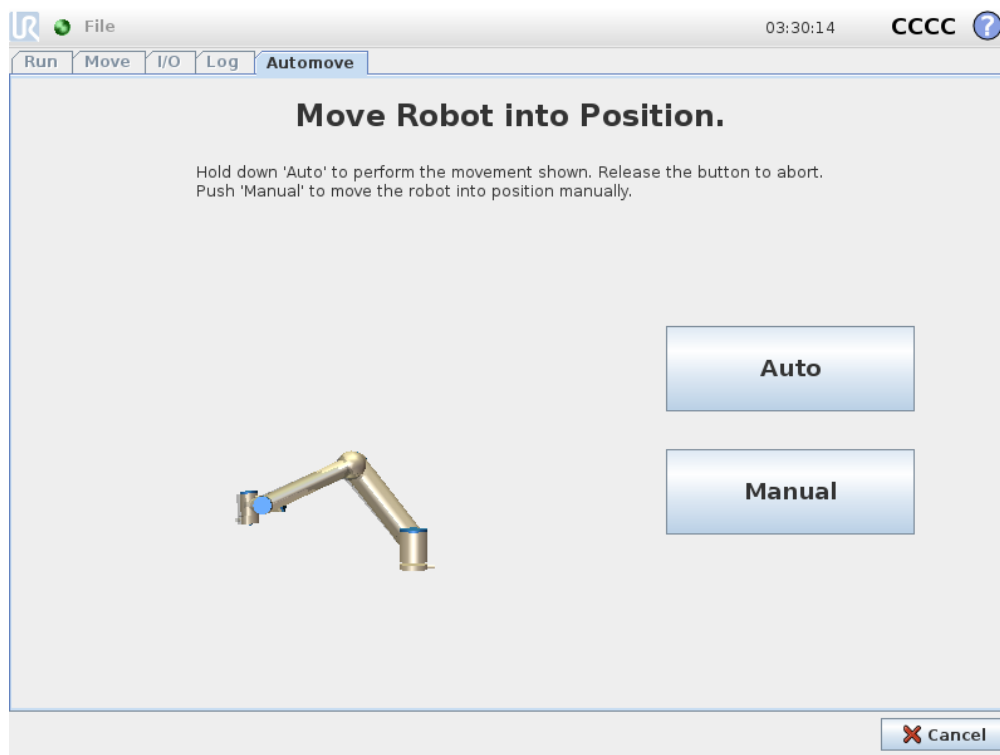 UR File 03:30:14 CCCC ?
Run Move I/O Log Automove
Move Robot into Position.
Hold down 'Auto' to perform the movement shown. Release the button to abort.
Push 'Manual' to move the robot into position manually.
Auto
Manual
Cancel